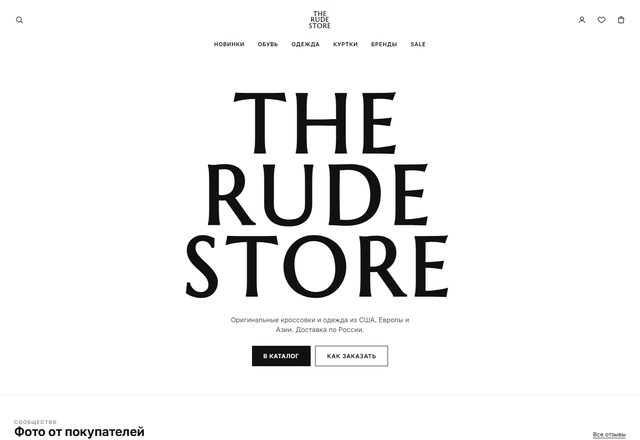 THE
RUDE
STORE
НОВИНКИ ОБУВЬ ОДЕЖДА КУРТКИ БРЕНДЫ SALE
THE
RUDE
STORE
Оригинальные кроссовки и одежда из США, Европы и
Азии. Доставка по России.
В КАТАЛОГ КАК ЗАКАЗАТЬ
СООБЩЕСТВО
Фото от покупателей
Все отзывы